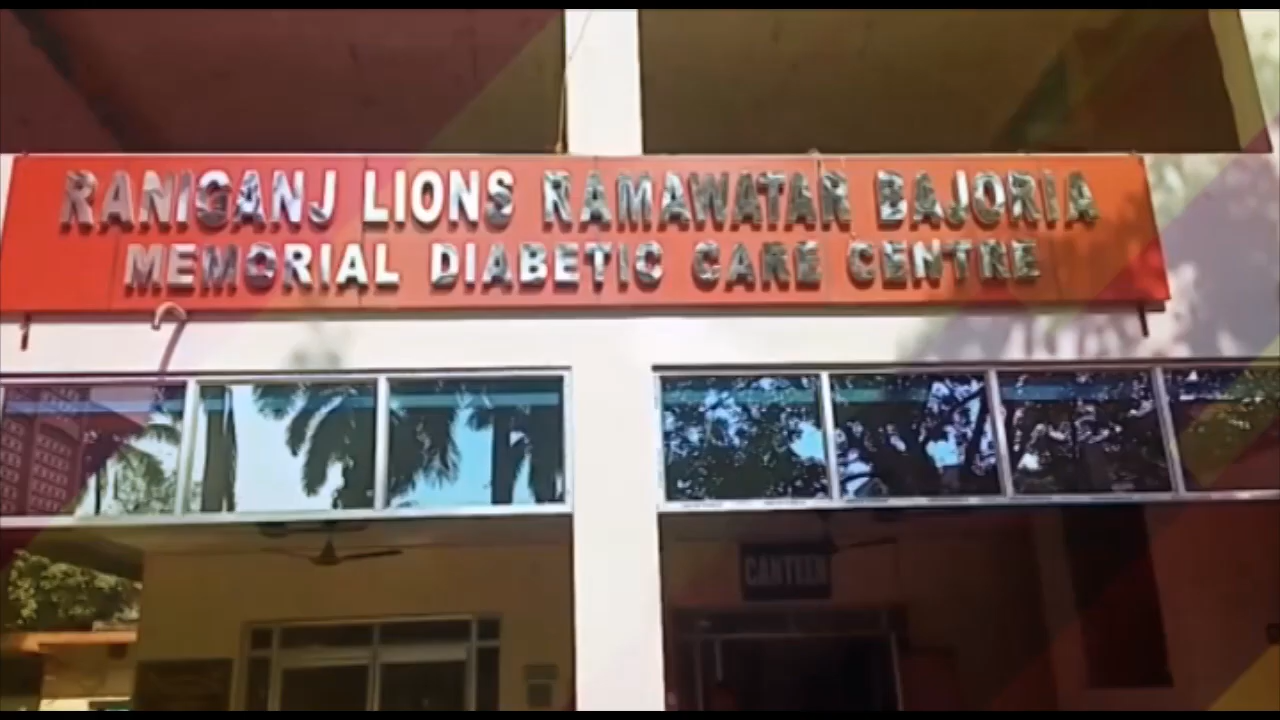 RANIGANJ LIONS RAMAWATAR BAJORIA
MEMORIAL DIABETIC CARE CENTRE
CANTEEN